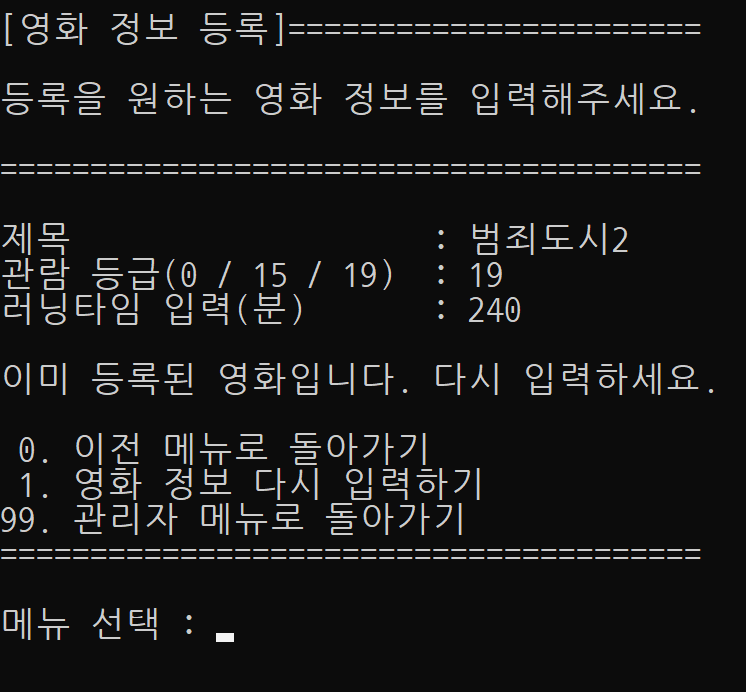 [영화 정보 등록]=======================
등록을 원하는 영화 정보를 입력해주세요.
=======================================
제목                    : 범죄도시2
관람 등급(0 / 15 / 19)  : 19
러닝타임 입력(분)       : 240
이미 등록된 영화입니다. 다시 입력하세요.
 0. 이전 메뉴로 돌아가기
 1. 영화 정보 다시 입력하기
99. 관리자 메뉴로 돌아가기
=======================================
메뉴 선택 :